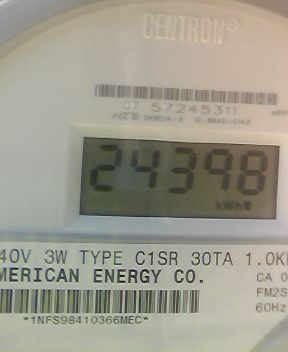 CENTRON®
07 57245311
24398
kWh
40V 3W TYPE C1SR 30TA 1.0K
MERICAN ENERGY CO.
CA 0
FM2S
60Hz
*1NFS98410366MEC*